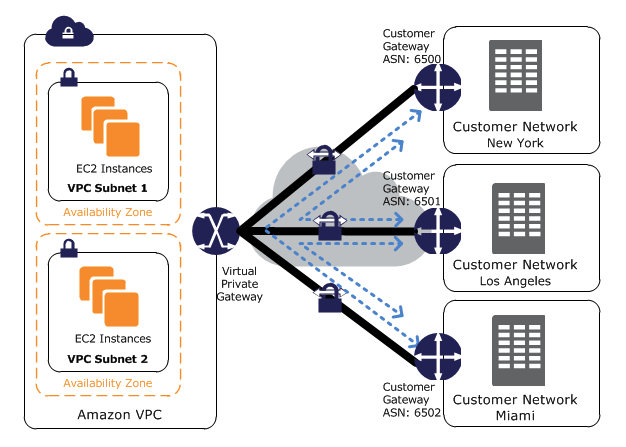 EC2 Instances
VPC Subnet 1
Availability Zone
EC2 Instances
VPC Subnet 2
Availability Zone
Amazon VPC
Virtual
Private
Gateway
Customer
Gateway
ASN: 6500
Customer Network
New York
Customer
Gateway
ASN: 6501
Customer Network
Los Angeles
Customer
Gateway
ASN: 6502
Customer Network
Miami